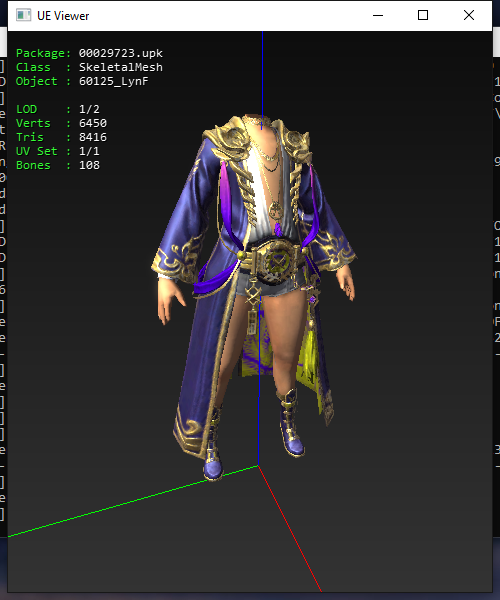 UE Viewer
Package: 00029723.upk
Class : SkeletalMesh
Object : 60125_LynF
LOD : 1/2
Verts : 6450
Tris : 8416
UV Set : 1/1
Bones : 108